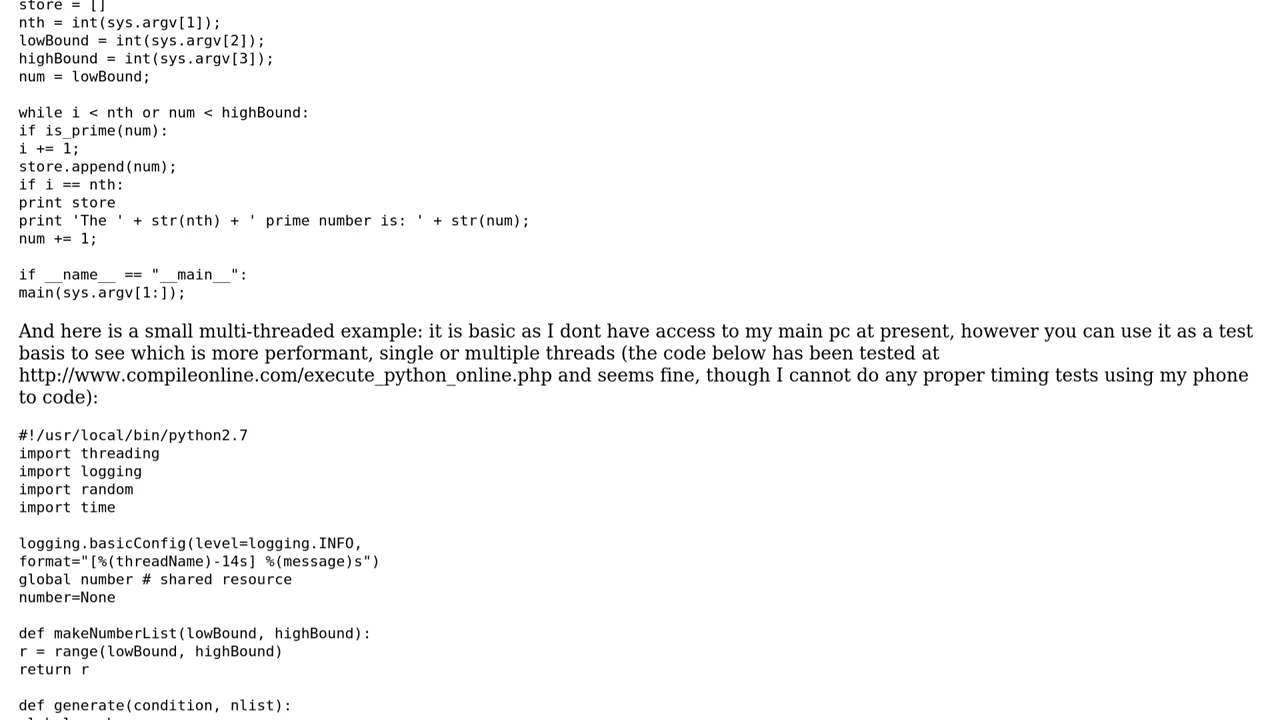 store = []
nth = int(sys.argv[1]);
lowBound = int(sys.argv[2]);
highBound = int(sys.argv[3]);
num = lowBound;
while i < nth or num < highBound:
if is_prime(num):
i += 1;
store.append(num);
if i == nth:
print store
print 'The ' + str(nth) + ' prime number is: ' + str(num);
num += 1;
if __name__ == "__main__":
main(sys.argv[1:]);
And here is a small multi-threaded example: it is basic as I dont have access to my main pc at present, however you can use it as a test
basis to see which is more performant, single or multiple threads (the code below has been tested at
http://www.compileonline.com/execute_python_online.php and seems fine, though I cannot do any proper timing tests using my phone
to code):
#!/usr/local/bin/python2.7
import threading
import logging
import random
import time
logging.basicConfig(level=logging.INFO,
format="[%(threadName)-14s] %(message)s")
global number # shared resource
number=None
def makeNumberList(lowBound, highBound):
r = range(lowBound, highBound)
return r
def generate(condition, nlist):